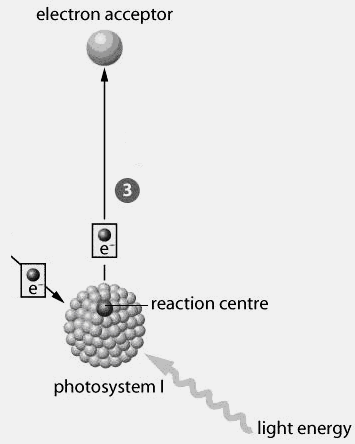 electron acceptor
3
e⁻
e⁻
reaction centre
photosystem I
light energy